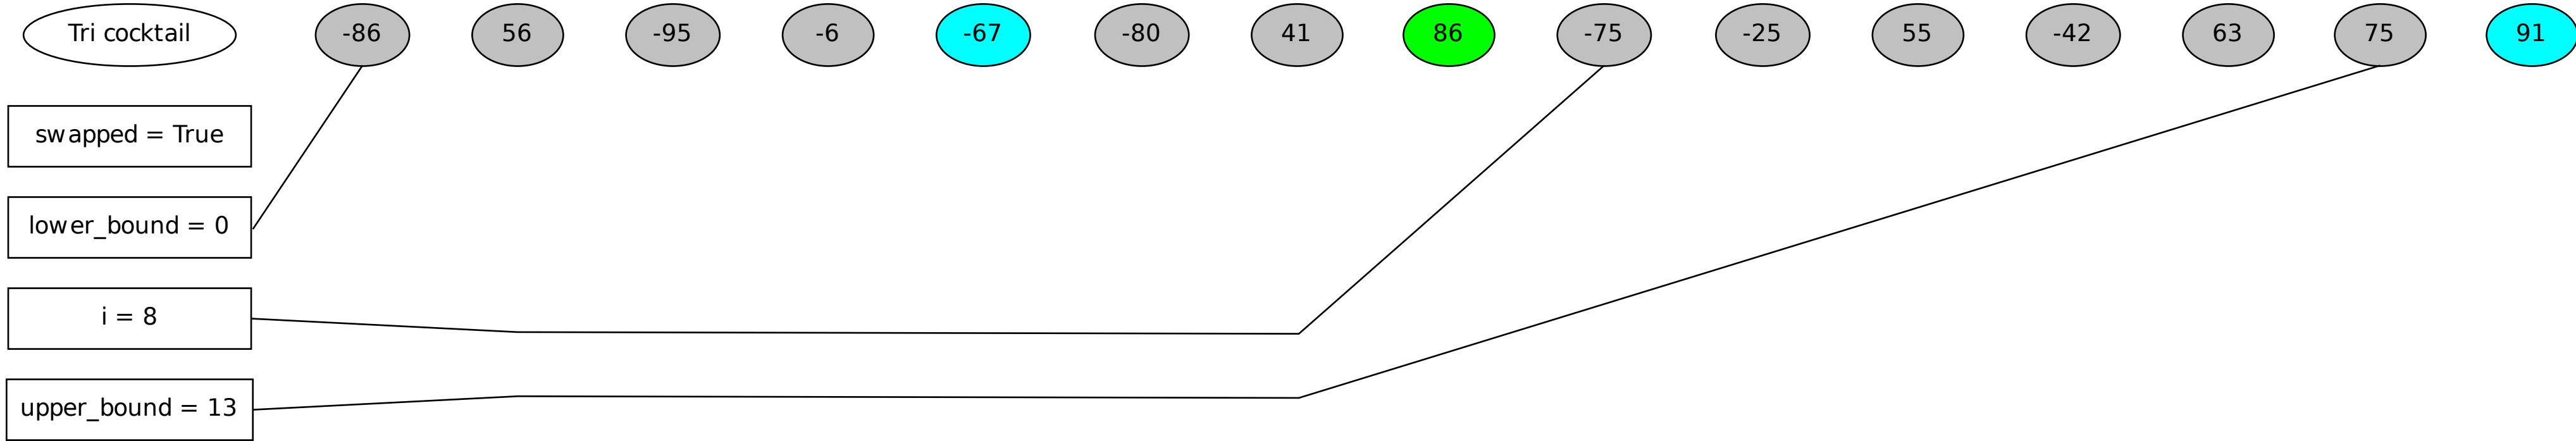 Tri cocktail -86 56 -95 -6 -67 -80 41 86 -75 -25 55 -42 63 75 91
swapped = True
lower_bound = 0
i = 8
upper_bound = 13